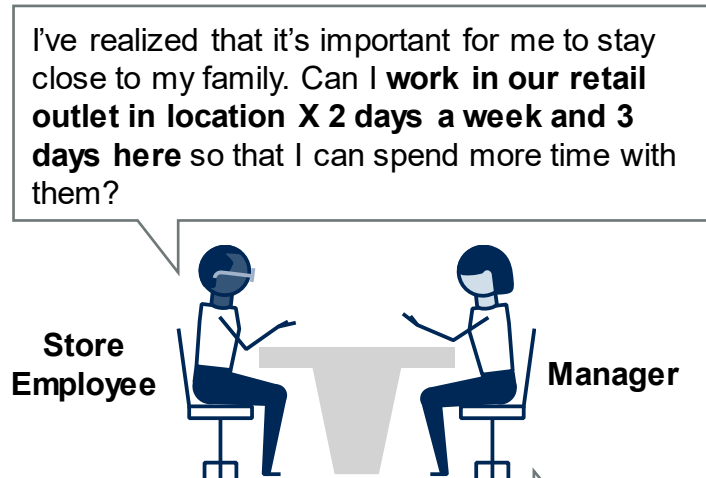 I’ve realized that it’s important for me to stay
close to my family. Can I work in our retail
outlet in location X 2 days a week and 3
days here so that I can spend more time with
them?
Store
Employee
Manager